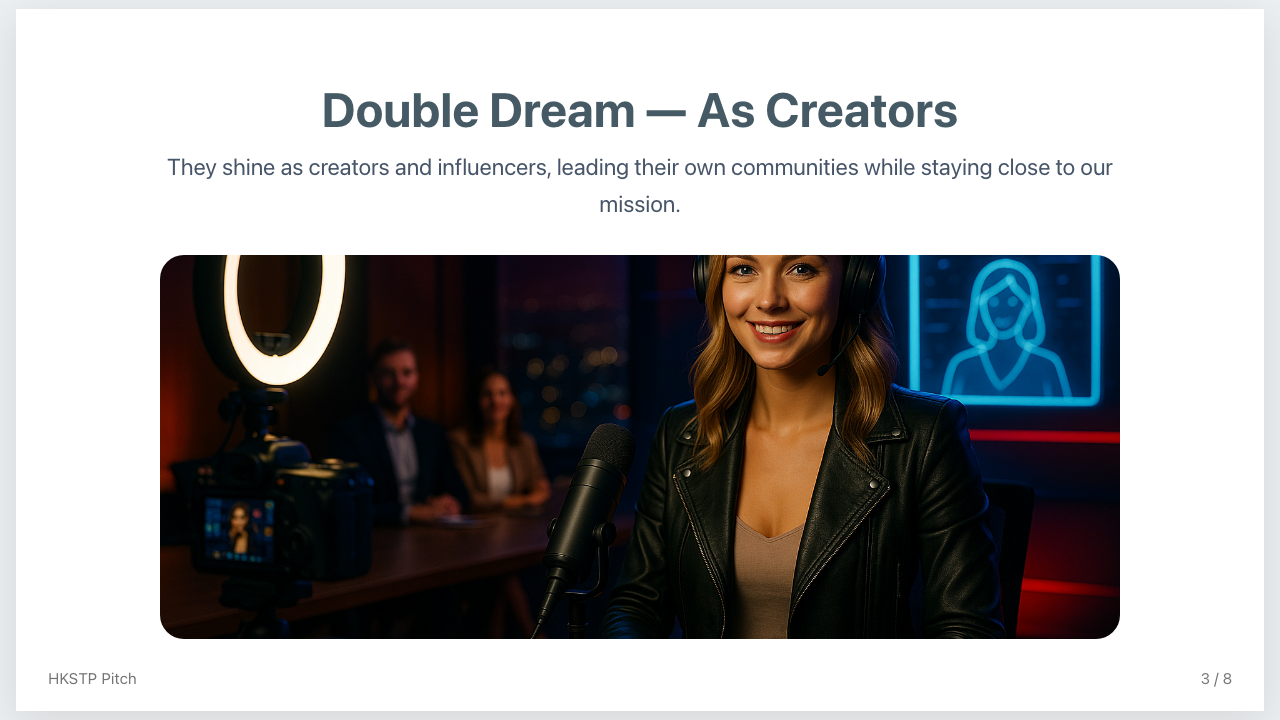 Double Dream — As Creators
They shine as creators and influencers, leading their own communities while staying close to our
mission.
HKSTP Pitch
3 / 8